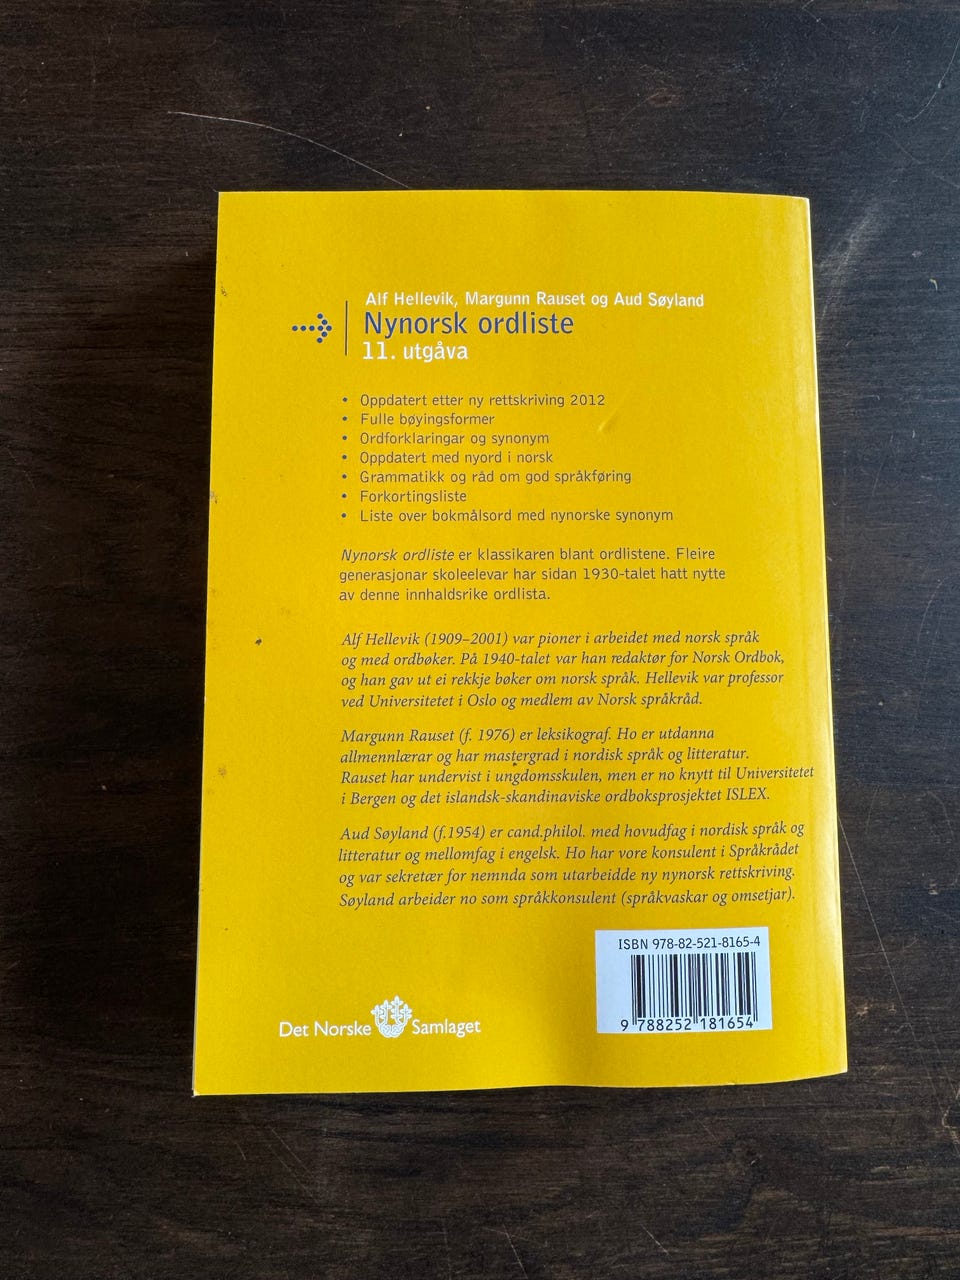 Alf Hellevik, Margunn Rauset og Aud Søyland
Nynorsk ordliste
11. utgåva
• Oppdatert etter ny rettskriving 2012
• Fulle bøyingsformer
• Ordforklaringar og synonym
• Oppdatert med nyord i norsk
• Grammatikk og råd om god språkføring
• Forkortingsliste
• Liste over bokmålsord med nynorske synonym
Nynorsk ordliste er klassikaren blant ordlistene. Fleire
generasjonar skoleelevar har sidan 1930-talet hatt nytte
av denne innhaldsrike ordlista.
Alf Hellevik (1909–2001) var pioner i arbeidet med norsk språk
og med ordbøker. På 1940-talet var han redaktør for Norsk Ordbok,
og han gav ut ei rekkje bøker om norsk språk. Hellevik var professor
ved Universitetet i Oslo og medlem av Norsk språkråd.
Margunn Rauset (f. 1976) er leksikograf. Ho er utdanna
allmennlærar og har mastergrad i nordisk språk og litteratur.
Rauset har undervist i ungdomsskulen, men er no knytt til Universitetet
i Bergen og det islandsk-skandinaviske ordboksprosjektet ISLEX.
Aud Søyland (f.1954) er cand.philol. med hovudfag i nordisk språk og
litteratur og mellomfag i engelsk. Ho har vore konsulent i Språkrådet
og var sekretær for nemnda som utarbeidde ny nynorsk rettskriving.
Søyland arbeider no som språkkonsulent (språkvaskar og omsetjar).
ISBN 978-82-521-8165-4
9 788252 181654
Det Norske Samlaget